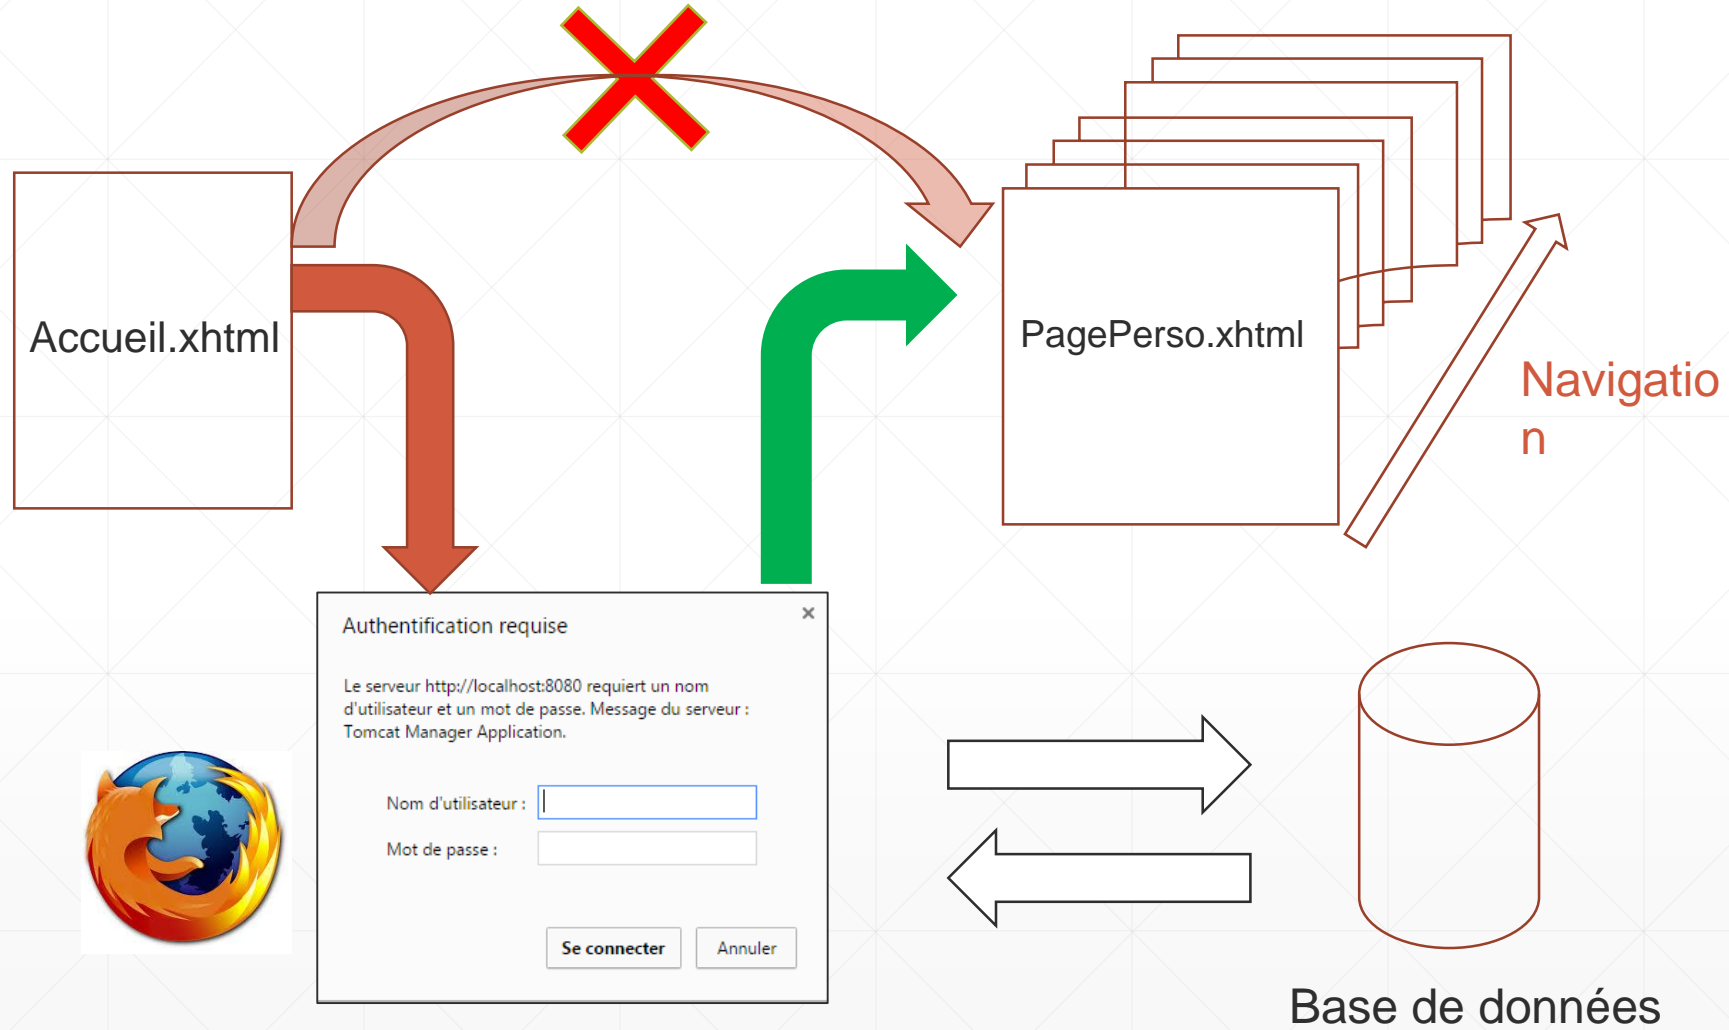 Accueil.xhtml
PagePerso.xhtml
Navigatio
n
Authentification requise
Le serveur http://localhost:8080 requiert un nom
d'utilisateur et un mot de passe. Message du serveur :
Tomcat Manager Application.
Nom d'utilisateur :
Mot de passe :
Se connecter
Annuler
Base de données